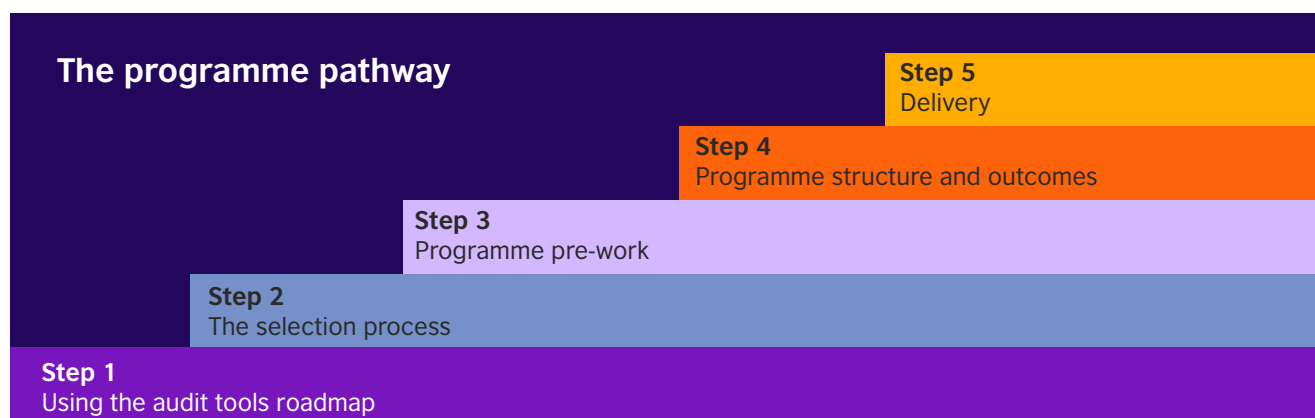 The programme pathway
Step 5
Delivery
Step 4
Programme structure and outcomes
Step 3
Programme pre-work
Step 2
The selection process
Step 1
Using the audit tools roadmap